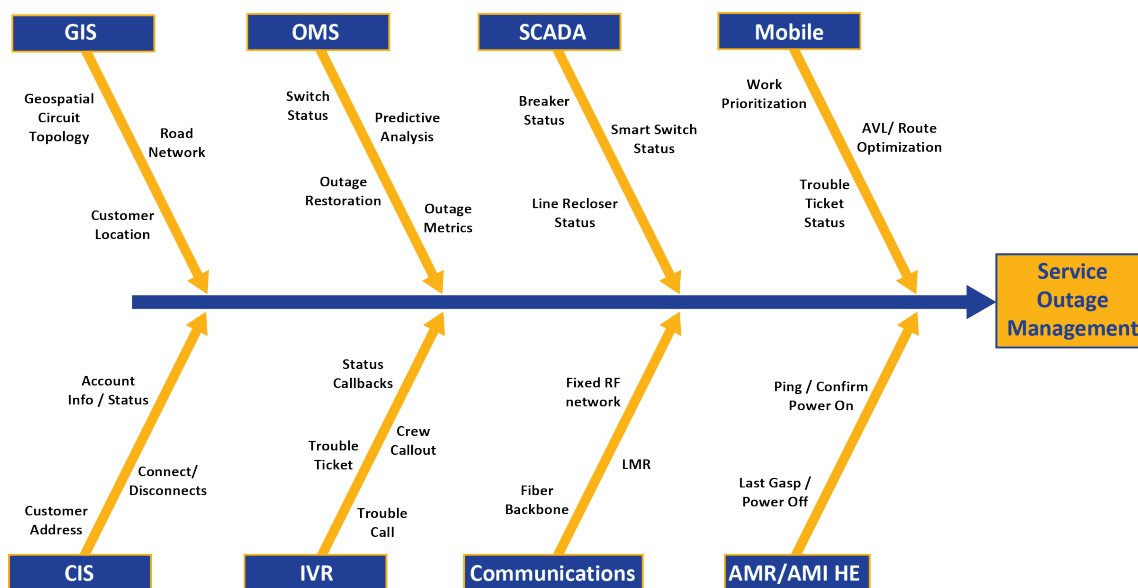 GIS
OMS
SCADA
Mobile
Geospatial
Circuit
Topology
Road
Network
Customer
Location
Switch
Status
Predictive
Analysis
Outage
Restoration
Outage
Metrics
Breaker
Status
Smart Switch
Status
Line Recloser
Status
Work
Prioritization
AVL/ Route
Optimization
Trouble
Ticket
Status
Service
Outage
Management
Account
Info / Status
Connect/
Disconnects
Customer
Address
Status
Callbacks
Crew
Callout
Trouble
Ticket
Trouble
Call
Fixed RF
network
LMR
Fiber
Backbone
Ping / Confirm
Power On
Last Gasp /
Power Off
CIS
IVR
Communications
AMR/AMI HE